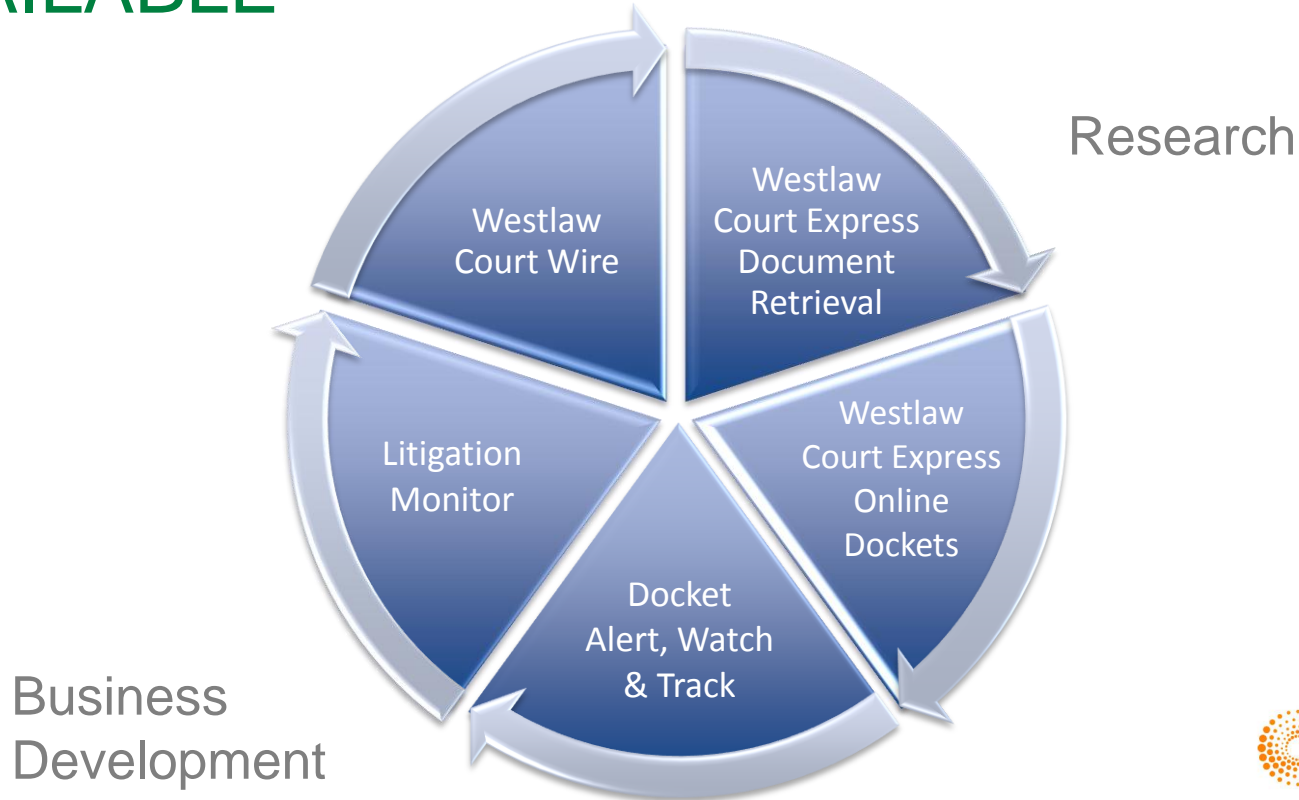 AILABLE
Research
Westlaw
Court Wire
Westlaw
Court Express
Document
Retrieval
Litigation
Monitor
Westlaw
Court Express
Online
Dockets
Docket
Alert, Watch
& Track
Business
Development